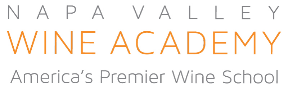 NAPA VALLEY
WINE ACADEMY
America's Premier Wine School